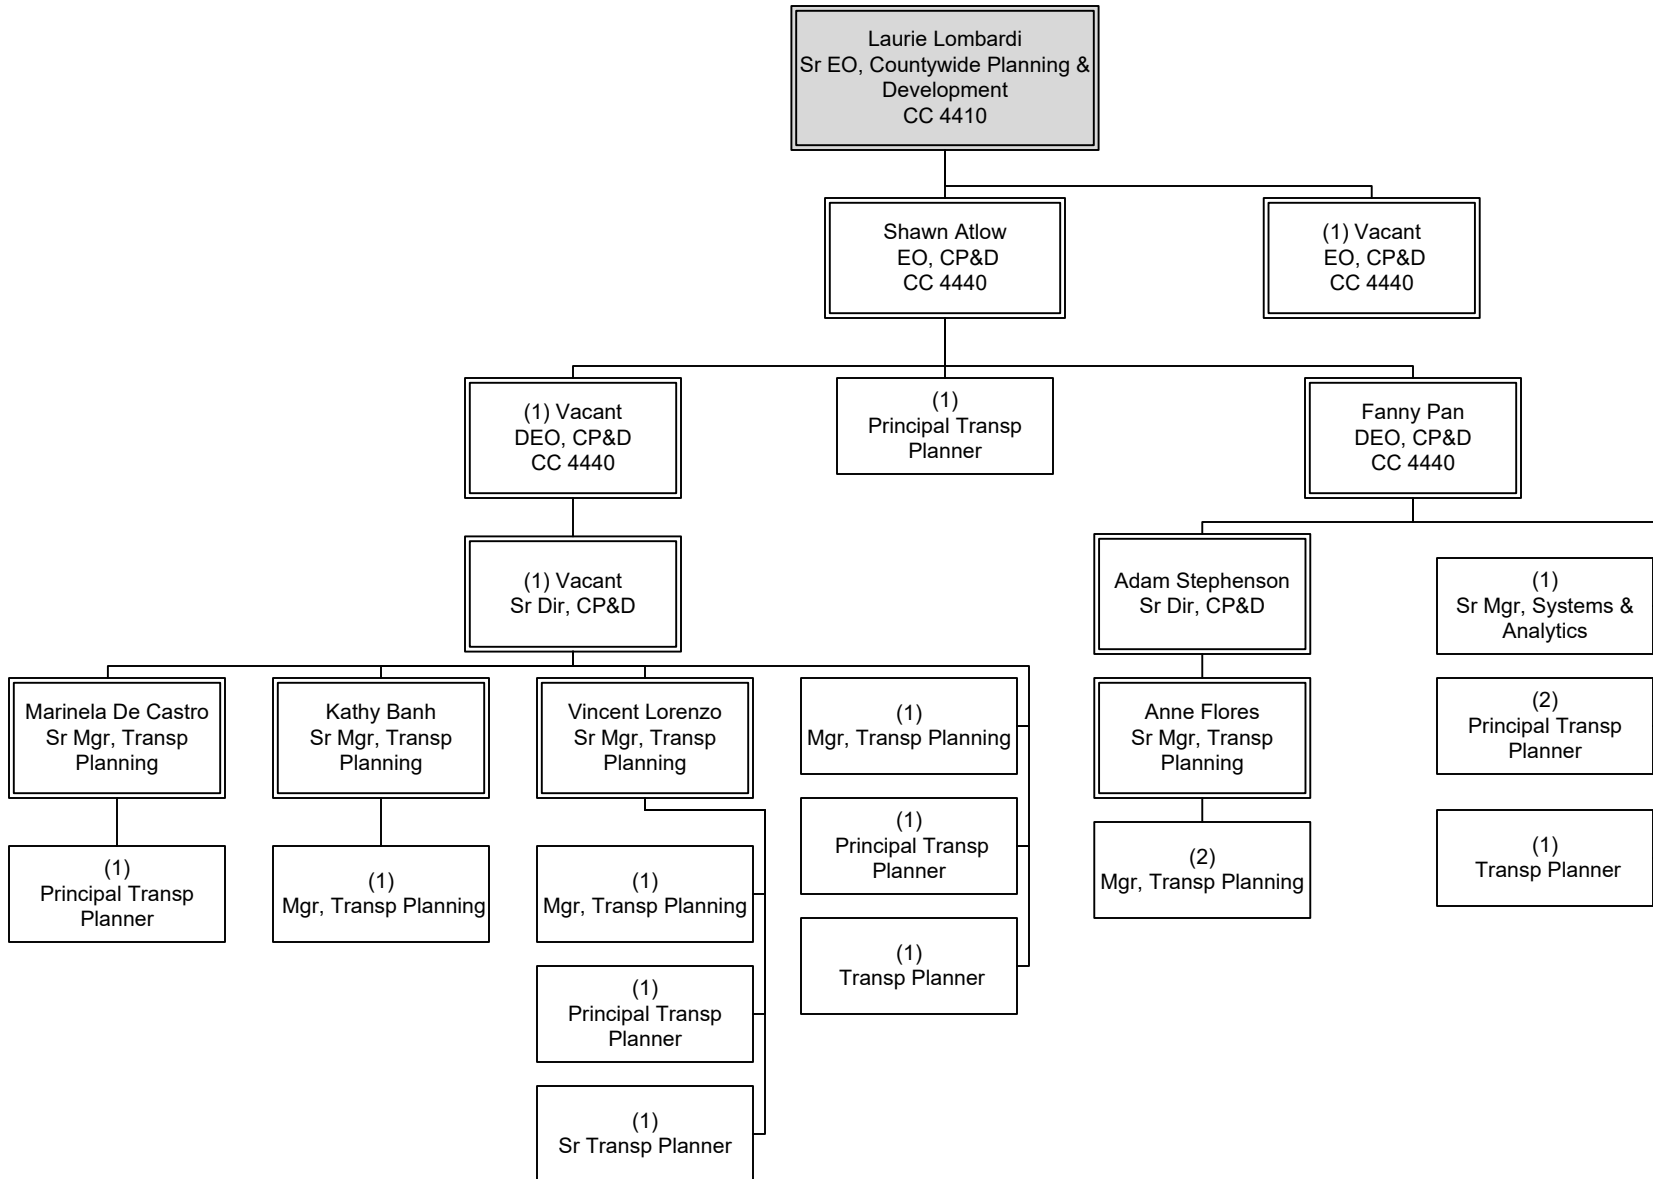 Laurie Lombardi
Sr EO, Countywide Planning &
Development
CC 4410
Shawn Atlow
EO, CP&D
CC 4440
(1) Vacant
EO, CP&D
CC 4440
(1) Vacant
DEO, CP&D
CC 4440
(1)
Principal Transp
Planner
Fanny Pan
DEO, CP&D
CC 4440
(1) Vacant
Sr Dir, CP&D
Adam Stephenson
Sr Dir, CP&D
(1)
Sr Mgr, Systems &
Analytics
Marinela De Castro
Sr Mgr, Transp
Planning
Kathy Banh
Sr Mgr, Transp
Planning
Vincent Lorenzo
Sr Mgr, Transp
Planning
(1)
Mgr, Transp Planning
Anne Flores
Sr Mgr, Transp
Planning
(2)
Principal Transp
Planner
(1)
Principal Transp
Planner
(1)
Mgr, Transp Planning
(1)
Mgr, Transp Planning
(1)
Principal Transp
Planner
(2)
Mgr, Transp Planning
(1)
Transp Planner
(1)
Principal Transp
Planner
(1)
Transp Planner
(1)
Sr Transp Planner